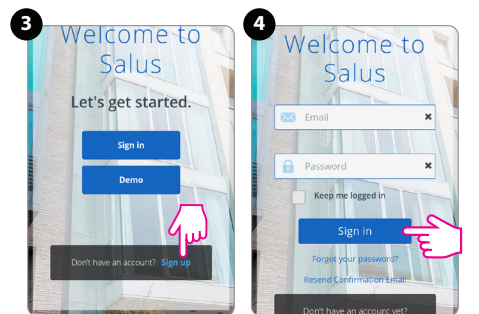 3
Welcome to
Salus
Let's get started.
Sign in
Demo
Don't have an account? Sign up
4
Welcome to
Salus
Email
Password
Keep me logged in
Sign in
Forgot your password?
Resend Confirmation Email
Don't have an account yet?